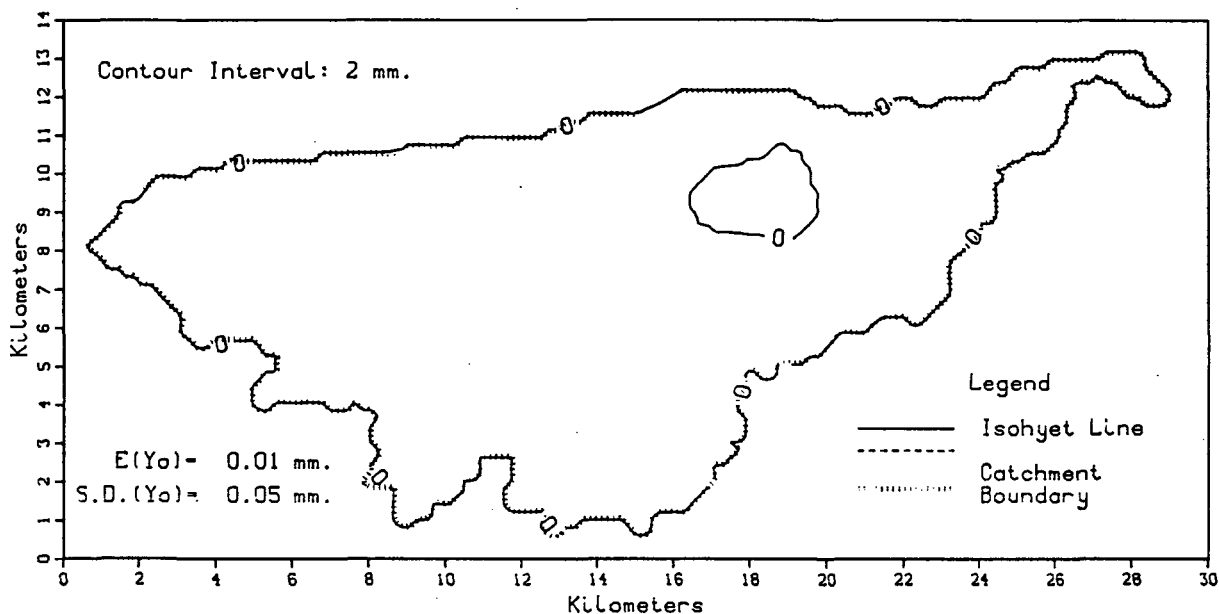 14
13
12
11
10
9
8
7
6
5
4
3
2
1
0
Kilometers
Contour Interval: 2 mm.
0
0
0
0
0
0
0
0
0
0
E(Yo)= 0.01 mm.
S.D.(Yo)= 0.05 mm.
Legend
Isohyet Line
Catchment
Boundary
0 2 4 6 8 10 12 14 16 18 20 22 24 26 28 30
Kilometers